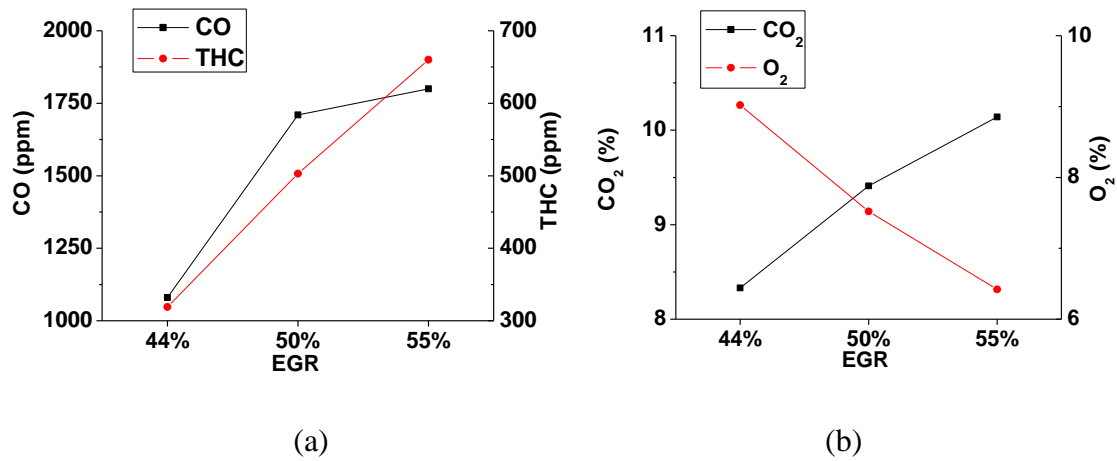 CO
THC
2000
1750
1500
1250
1000
CO (ppm)
700
600
500
400
300
THC (ppm)
44%
50%
55%
EGR
(a)
CO₂
O₂
11
10
9
8
CO₂ (%)
10
8
6
O₂ (%)
44%
50%
55%
EGR
(b)